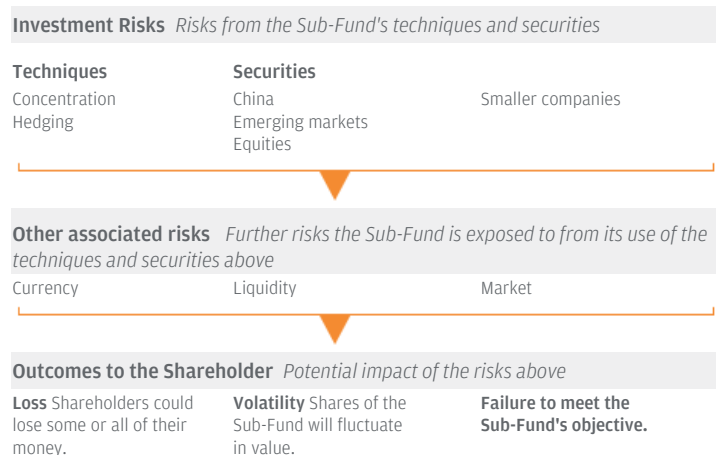 Investment Risks Risks from the Sub-Fund's techniques and securities
Techniques Securities
Concentration China Smaller companies
Hedging Emerging markets
Equities
Other associated risks Further risks the Sub-Fund is exposed to from its use of the
techniques and securities above
Currency Liquidity Market
Outcomes to the Shareholder Potential impact of the risks above
Loss Shareholders could
lose some or all of their
money.
Volatility Shares of the
Sub-Fund will fluctuate
in value.
Failure to meet the
Sub-Fund's objective.